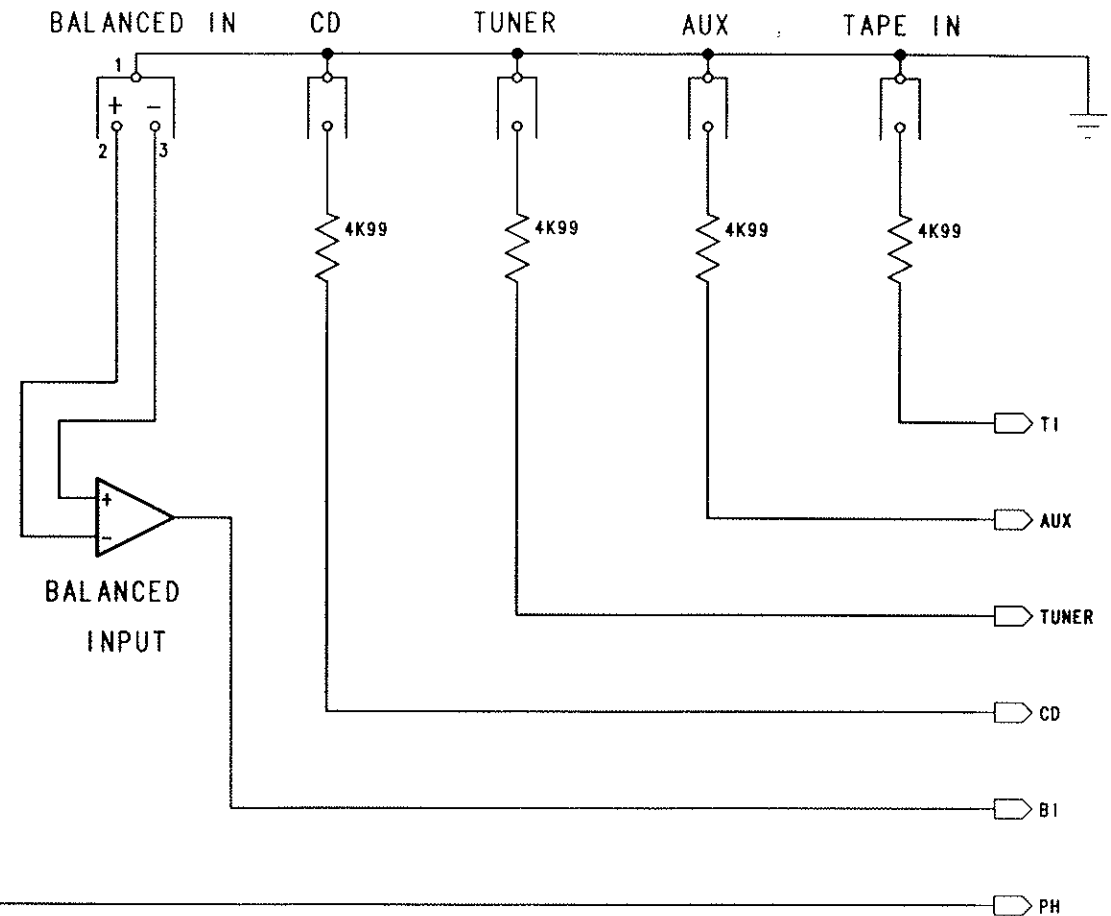 BALANCED IN CD TUNER AUX TAPE IN
1
+ -
2 3
4K99 4K99 4K99 4K99
TI
+
-
AUX
BALANCED
INPUT
TUNER
CD
BI
PH